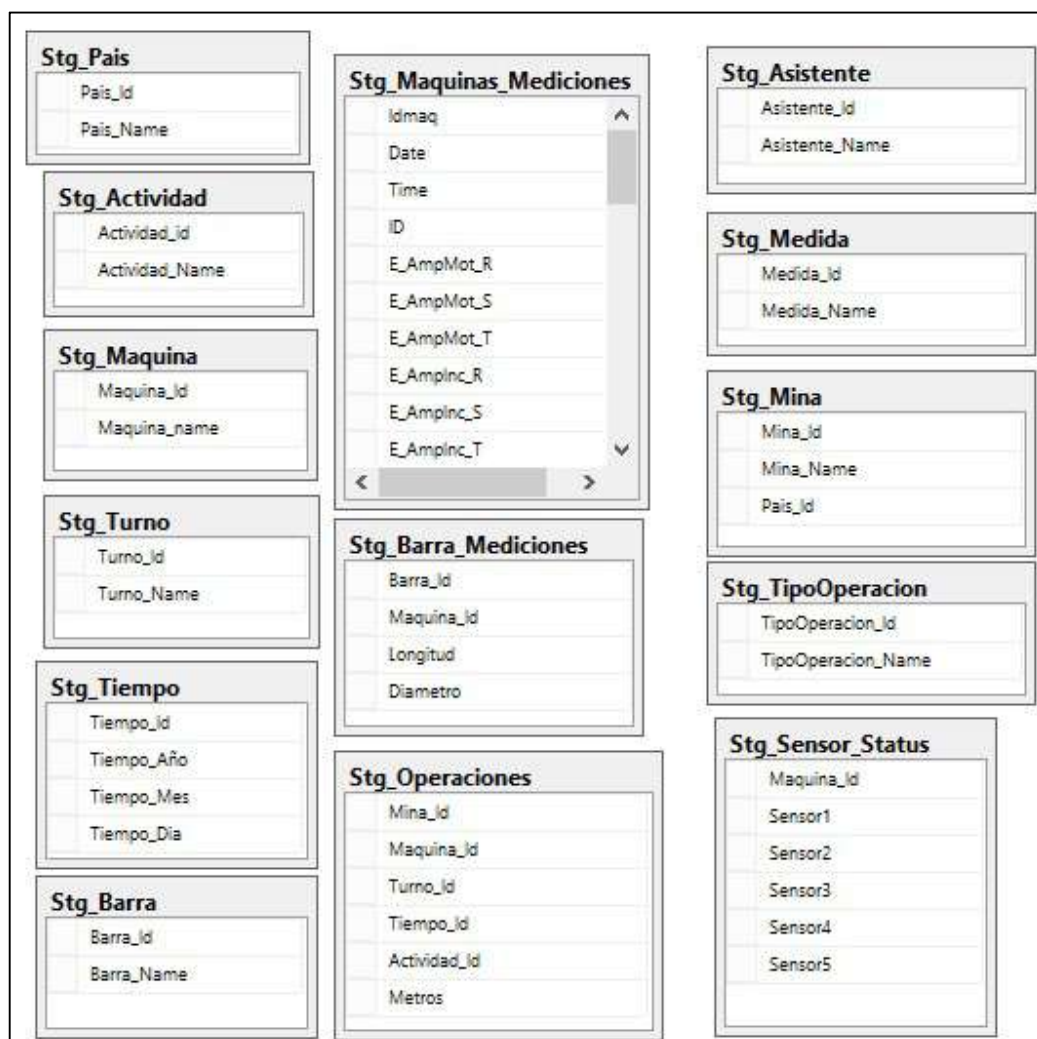 Stg_Pais
Pais_Id
Pais_Name
Stg_Actividad
Actividad_id
Actividad_Name
Stg_Maquina
Maquina_Id
Maquina_name
Stg_Turno
Turno_Id
Turno_Name
Stg_Tiempo
Tiempo_Id
Tiempo_Año
Tiempo_Mes
Tiempo_Dia
Stg_Barra
Barra_Id
Barra_Name
Stg_Maquinas_Mediciones
Idmaq
Date
Time
ID
E_AmpMot_R
E_AmpMot_S
E_AmpMot_T
E_AmpInc_R
E_AmpInc_S
E_AmpInc_T
Stg_Barra_Mediciones
Barra_Id
Maquina_Id
Longitud
Diametro
Stg_Operaciones
Mina_Id
Maquina_Id
Turno_Id
Tiempo_Id
Actividad_Id
Metros
Stg_Asistente
Asistente_Id
Asistente_Name
Stg_Medida
Medida_Id
Medida_Name
Stg_Mina
Mina_Id
Mina_Name
Pais_Id
Stg_TipoOperacion
TipoOperacion_Id
TipoOperacion_Name
Stg_Sensor_Status
Maquina_Id
Sensor1
Sensor2
Sensor3
Sensor4
Sensor5